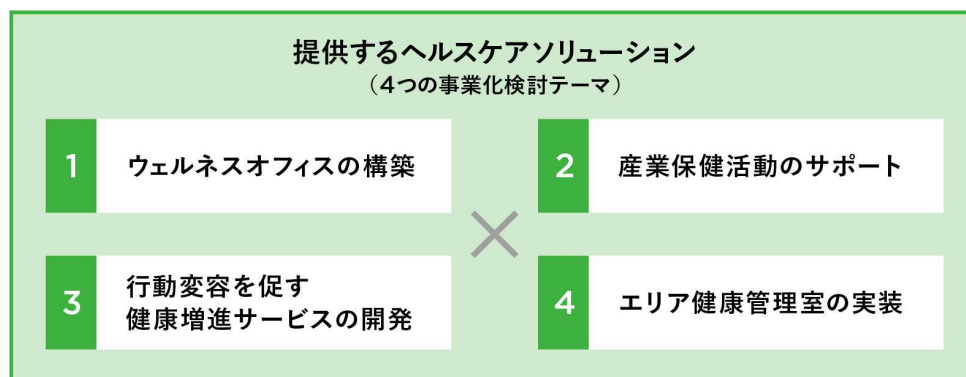 提供するヘルスケアソリューション
（4つの事業化検討テーマ）
1
ウェルネスオフィスの構築
2
産業保健活動のサポート
3
行動変容を促す
健康増進サービスの開発
4
エリア健康管理室の実装